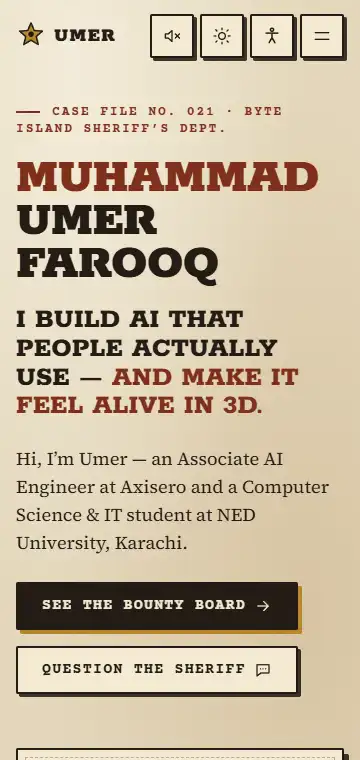 UMER
CASE FILE NO. 021 · BYTE
ISLAND SHERIFF’S DEPT.
MUHAMMAD
UMER
FAROOQ
I BUILD AI THAT
PEOPLE ACTUALLY
USE — AND MAKE IT
FEEL ALIVE IN 3D.
Hi, I’m Umer — an Associate AI
Engineer at Axisero and a Computer
Science & IT student at NED
University, Karachi.
SEE THE BOUNTY BOARD →
QUESTION THE SHERIFF